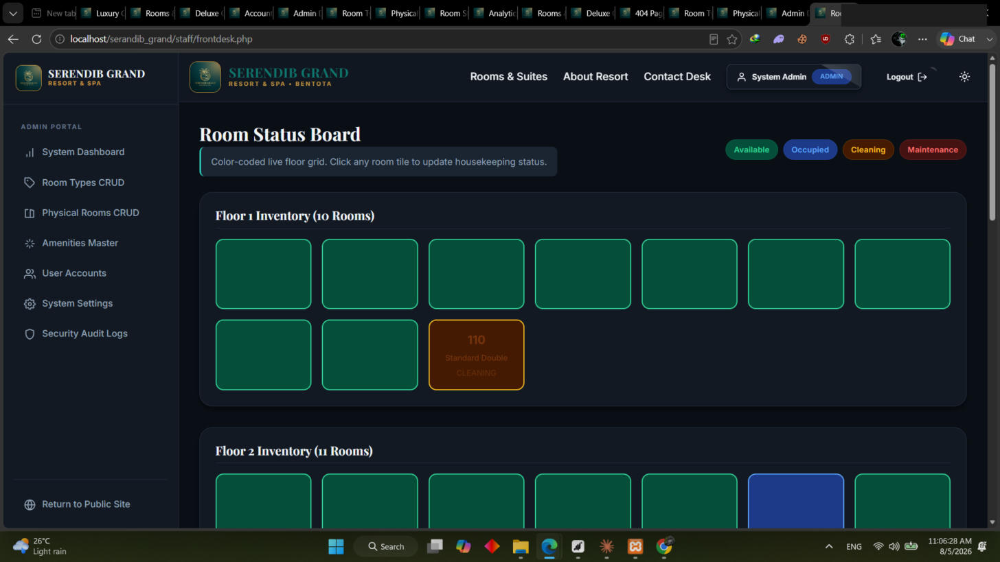 New tab
Luxury
Rooms
Deluxe
Accoun
Admin
Room T
Physical
Room S
Analytic
Rooms
Deluxe
404 Pag
Room T
Physical
Admin
Roo
localhost/serandib_grand/staff/frontdesk.php
Chat
SERENDIB GRAND
RESORT & SPA
SERENDIB GRAND
RESORT & SPA • BENTOTA
Rooms & Suites
About Resort
Contact Desk
System Admin
ADMIN
Logout
ADMIN PORTAL
System Dashboard
Room Types CRUD
Physical Rooms CRUD
Amenities Master
User Accounts
System Settings
Security Audit Logs
Return to Public Site
Room Status Board
Color-coded live floor grid. Click any room tile to update housekeeping status.
Available
Occupied
Cleaning
Maintenance
Floor 1 Inventory (10 Rooms)
110
Standard Double
CLEANING
Floor 2 Inventory (11 Rooms)
26°C
Light rain
Search
ENG
11:06:28 AM
8/5/2026